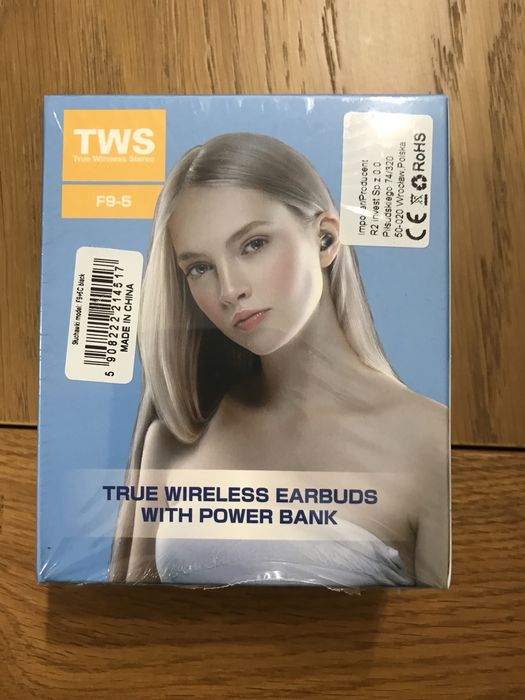 TWS
True Wireless Stereo
F9-5
Importer/Producent
R2 Invest Sp.z.o.o
Piłsudskiego 74/320
50-020 Wrocław,Polska
CE RoHS
Słuchawki model: F9+5C black
5 908222 214517
MADE IN CHINA
TRUE WIRELESS EARBUDS
WITH POWER BANK